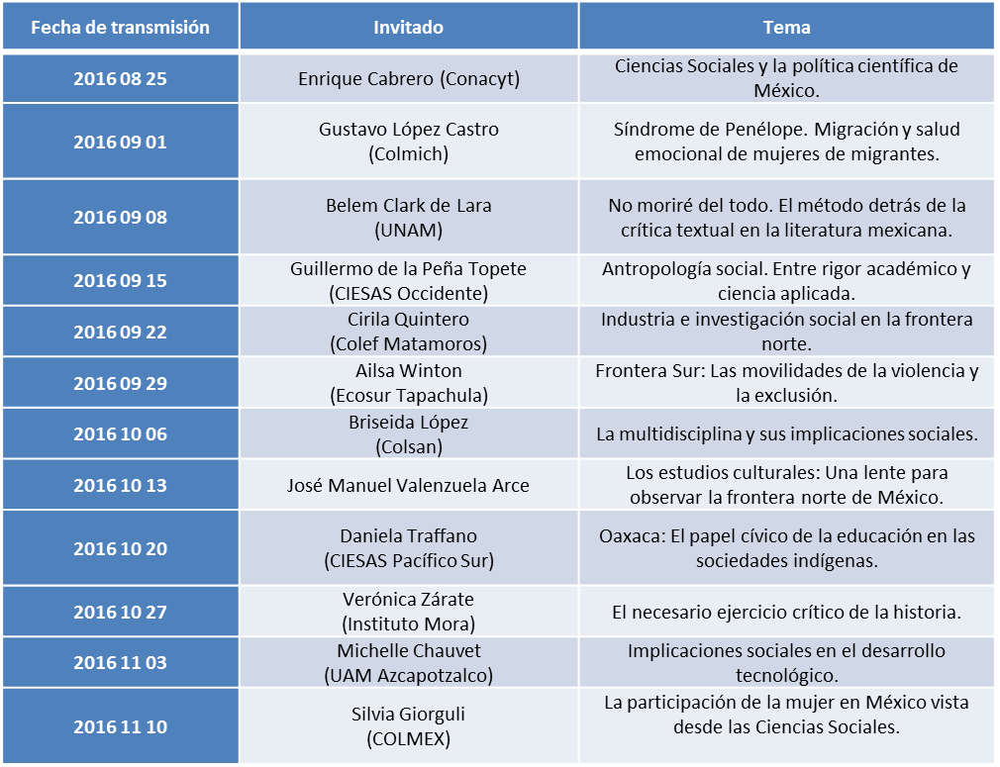 Fecha de transmisión
Invitado
Tema
2016 08 25
Enrique Cabrero (Conacyt)
Ciencias Sociales y la política científica de
México.
2016 09 01
Gustavo López Castro
(Colmich)
Síndrome de Penélope. Migración y salud
emocional de mujeres de migrantes.
2016 09 08
Belem Clark de Lara
(UNAM)
No moriré del todo. El método detrás de la
crítica textual en la literatura mexicana.
2016 09 15
Guillermo de la Peña Topete
(CIESAS Occidente)
Antropología social. Entre rigor académico y
ciencia aplicada.
2016 09 22
Cirila Quintero
(Colef Matamoros)
Industria e investigación social en la frontera
norte.
2016 09 29
Ailsa Winton
(Ecosur Tapachula)
Frontera Sur: Las movilidades de la violencia y
la exclusión.
2016 10 06
Briseida López
(Colsan)
La multidisciplina y sus implicaciones sociales.
2016 10 13
José Manuel Valenzuela Arce
Los estudios culturales: Una lente para
observar la frontera norte de México.
2016 10 20
Daniela Traffano
(CIESAS Pacífico Sur)
Oaxaca: El papel cívico de la educación en las
sociedades indígenas.
2016 10 27
Verónica Zárate
(Instituto Mora)
El necesario ejercicio crítico de la historia.
2016 11 03
Michelle Chauvet
(UAM Azcapotzalco)
Implicaciones sociales en el desarrollo
tecnológico.
2016 11 10
Silvia Giorguli
(COLMEX)
La participación de la mujer en México vista
desde las Ciencias Sociales.